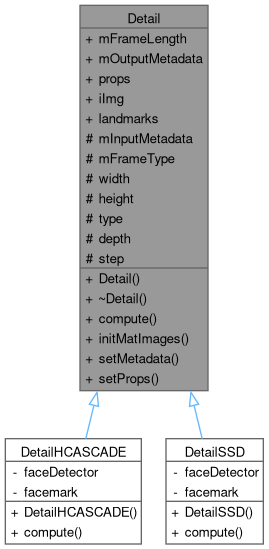 Detail
+ mFrameLength
+ mOutputMetadata
+ props
+ iImg
+ landmarks
# mInputMetadata
# mFrameType
# width
# height
# type
# depth
# step
+ Detail()
+ ~Detail()
+ compute()
+ initMatImages()
+ setMetadata()
+ setProps()
DetailHCASCADE
- faceDetector
- facemark
+ DetailHCASCADE()
+ compute()
DetailSSD
- faceDetector
- facemark
+ DetailSSD()
+ compute()